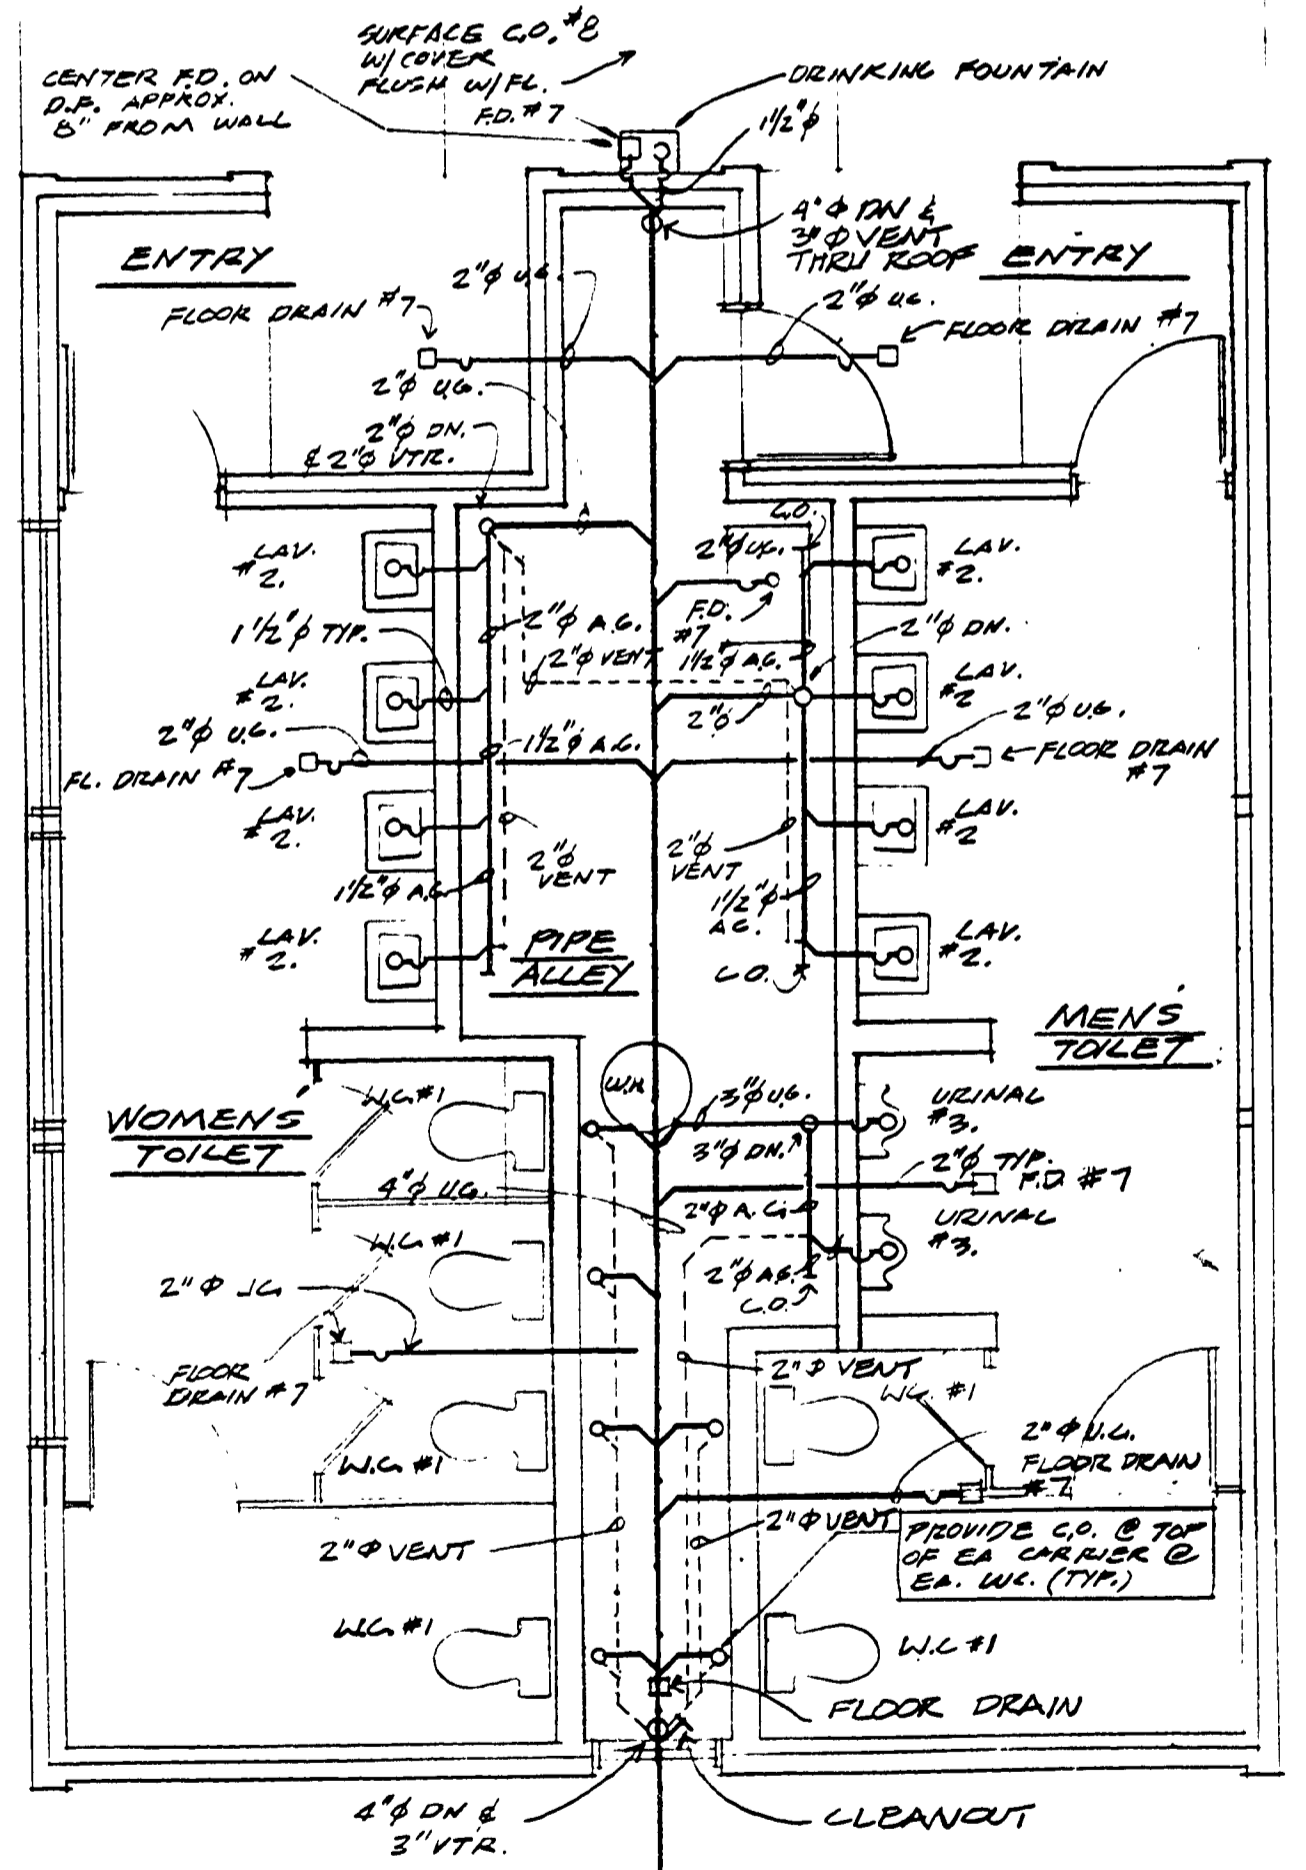 SURFACE C.O. #8
W/ COVER
FLUSH W/ FL.
CENTER F.D. ON
D.F. APPROX.
8" FROM WALL
F.D. #7
DRINKING FOUNTAIN
1 1/2" φ
4" φ DN &
3" φ VENT
THRU ROOF
ENTRY
ENTRY
2" φ U.G.
2" φ U.G.
FLOOR DRAIN #7
FLOOR DRAIN #7
2" φ U.G.
2" φ DN.
& 2" φ VTR.
C.O.
2" φ U.G.
LAV.
#2.
LAV.
#2.
F.D.
#7
2" φ A.G.
1 1/2" φ TYP.
2" φ VENT
1 1/2" φ A.G.
2" φ DN.
LAV.
#2.
LAV.
#2
2" φ
2" φ U.G.
2" φ U.G.
1 1/2" φ A.G.
FL. DRAIN #7
FLOOR DRAIN
#7
LAV.
#2.
LAV.
#2
2" φ
VENT
2" φ
VENT
1 1/2" φ A.G.
1 1/2" φ
A.G.
LAV.
#2.
LAV.
#2.
PIPE
ALLEY
C.O.
MEN'S
TOILET
W.H.
WOMEN'S
TOILET
W.C. #1
3" φ U.G.
URINAL
#3.
3" φ DN.
2" φ TYP.
F.D. #7
4" φ U.G.
2" φ A.G.
URINAL
#3.
W.C. #1
2" φ A.G.
C.O.
2" φ UG
FLOOR
DRAIN #7
2" φ VENT
W.C. #1
W.C. #1
2" φ U.G.
FLOOR DRAIN
#7
2" φ VENT
2" φ VENT
PROVIDE C.O. @ TOP
OF EA CARRIER @
EA. W.C. (TYP.)
W.C. #1
W.C #1
FLOOR DRAIN
4" φ DN &
3" VTR.
CLEANOUT